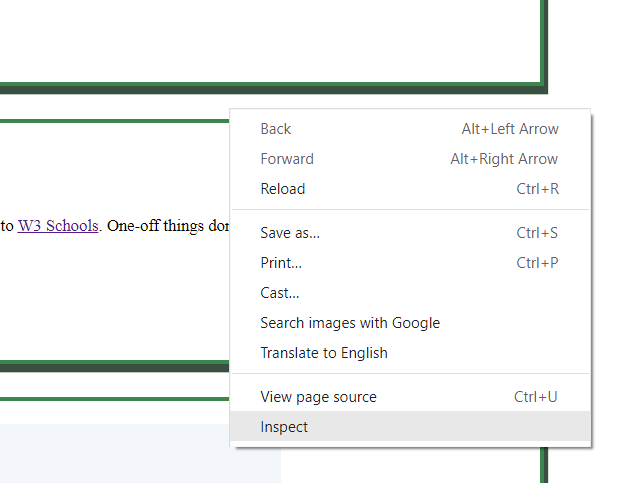 Back Alt+Left Arrow
Forward Alt+Right Arrow
Reload Ctrl+R
to W3 Schools. One-off things
Save as... Ctrl+S
Print... Ctrl+P
Cast...
Search images with Google
Translate to English
View page source Ctrl+U
Inspect